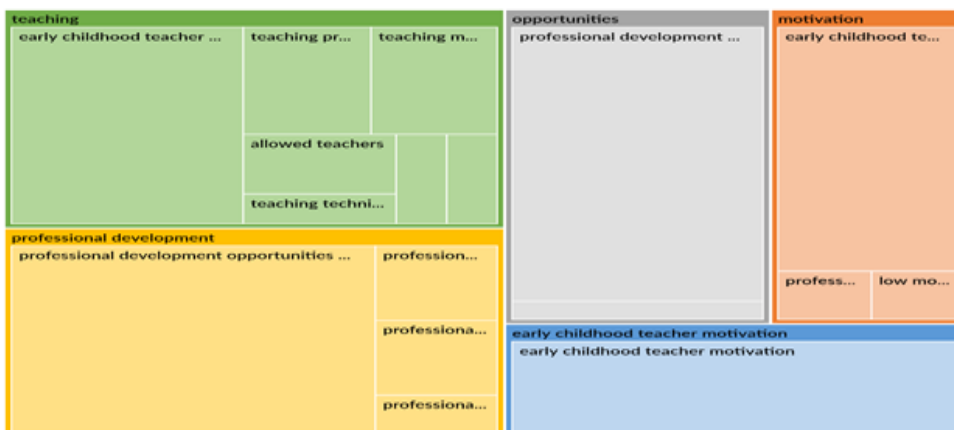 teaching
early childhood teacher ...
teaching pr...
teaching m...
allowed teachers
teaching techni...
opportunities
professional development ...
motivation
early childhood te...
profess...
low mo...
professional development
professional development opportunities ...
profession...
professiona...
professiona...
early childhood teacher motivation
early childhood teacher motivation